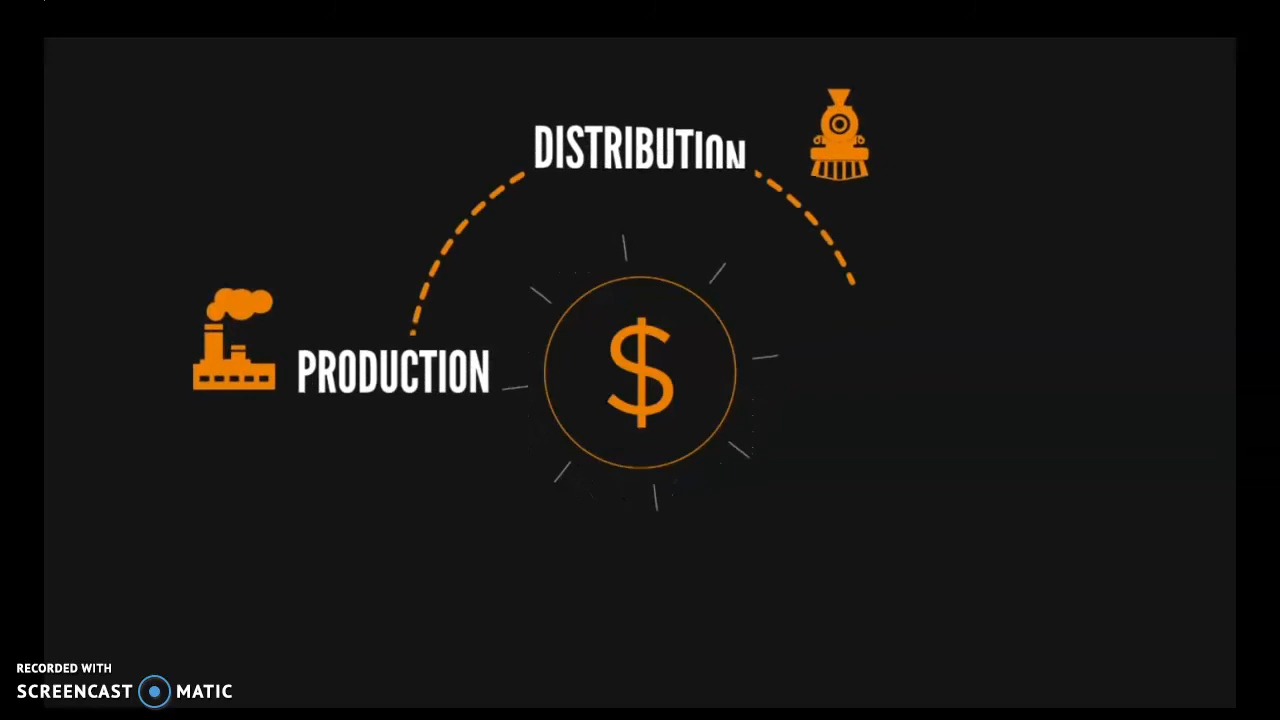 DISTRIBUTION
PRODUCTION
$
RECORDED WITH
SCREENCAST MATIC